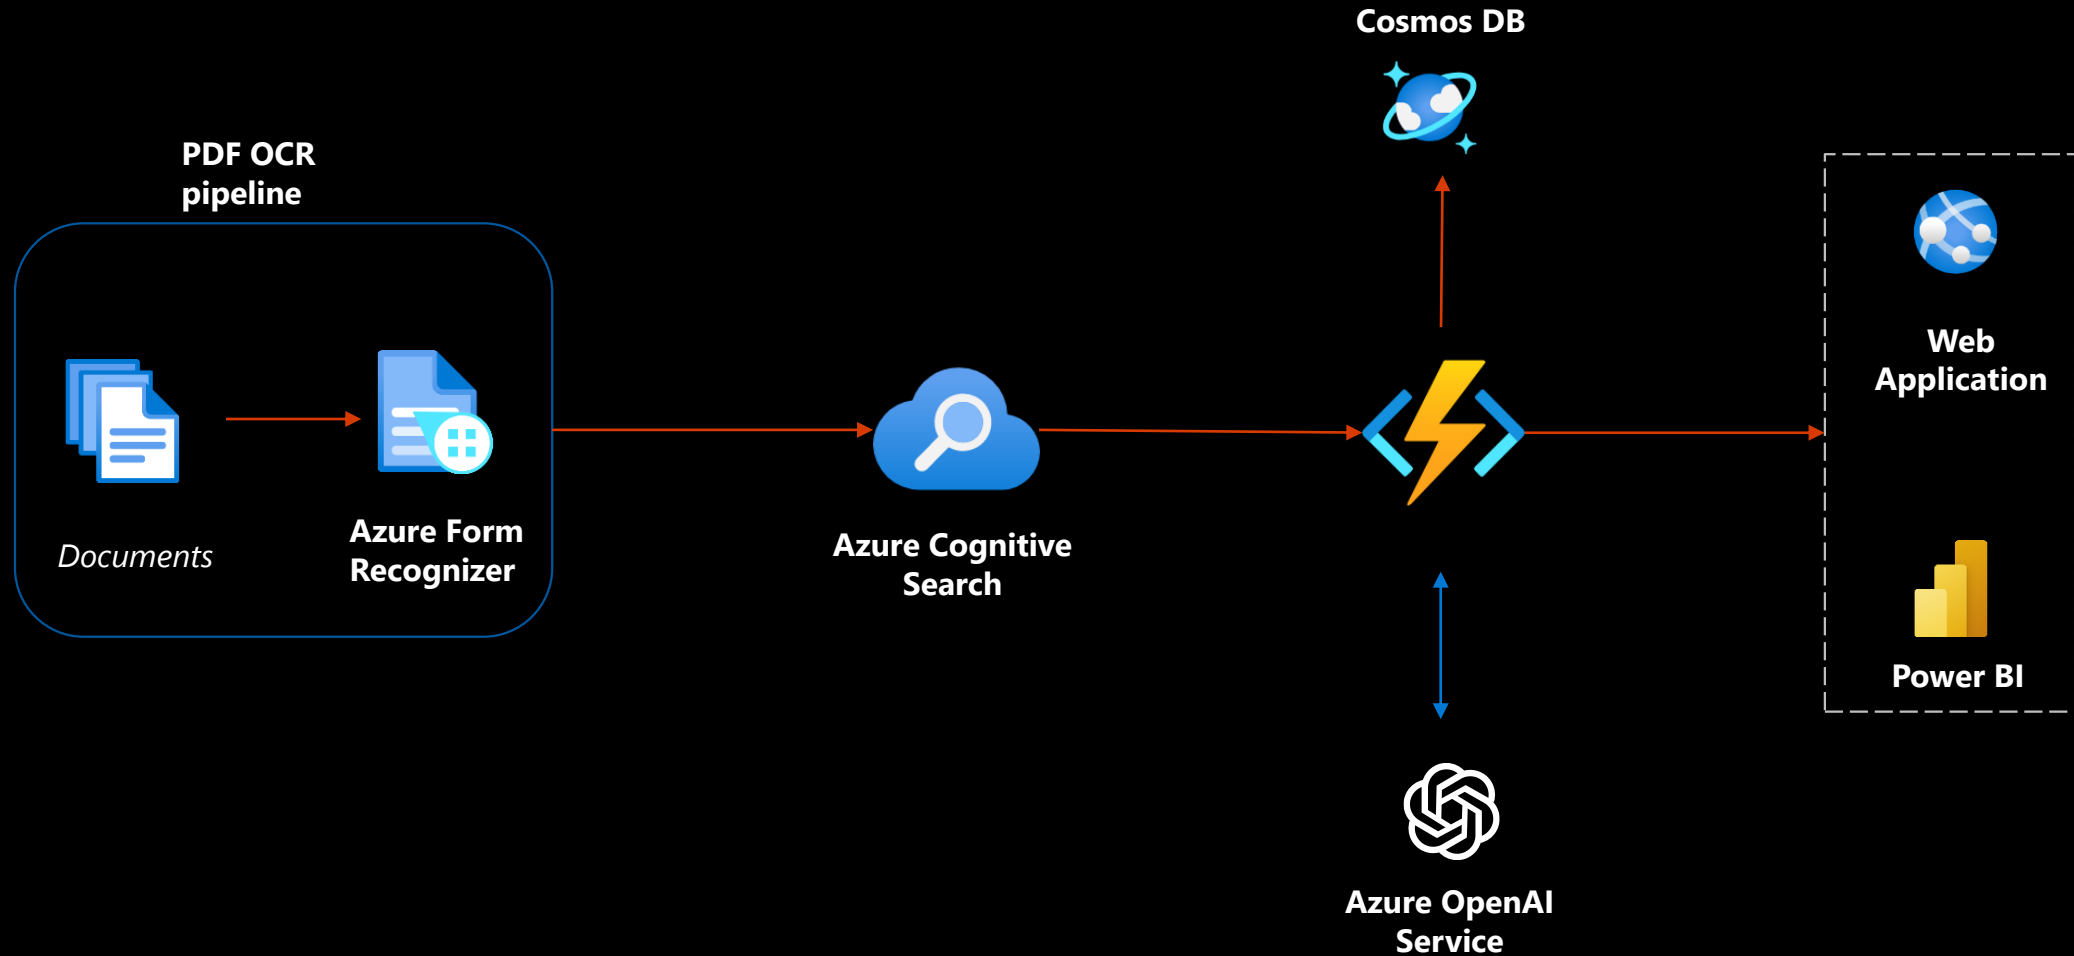 Cosmos DB
PDF OCR
pipeline
Documents
Azure Form
Recognizer
Azure Cognitive
Search
Web
Application
Power BI
Azure OpenAI
Service